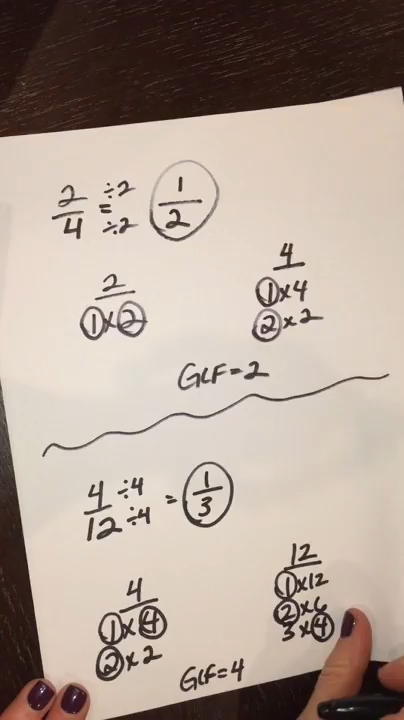 2/4 ÷2 = ÷2 1/2
2
1 x 2
4
1 x 4
2 x 2
GCF = 2
4/12 ÷4 ÷4 = 1/3
4
1 x 4
2 x 2
12
1 x 12
2 x 6
3 x 4
GCF = 4